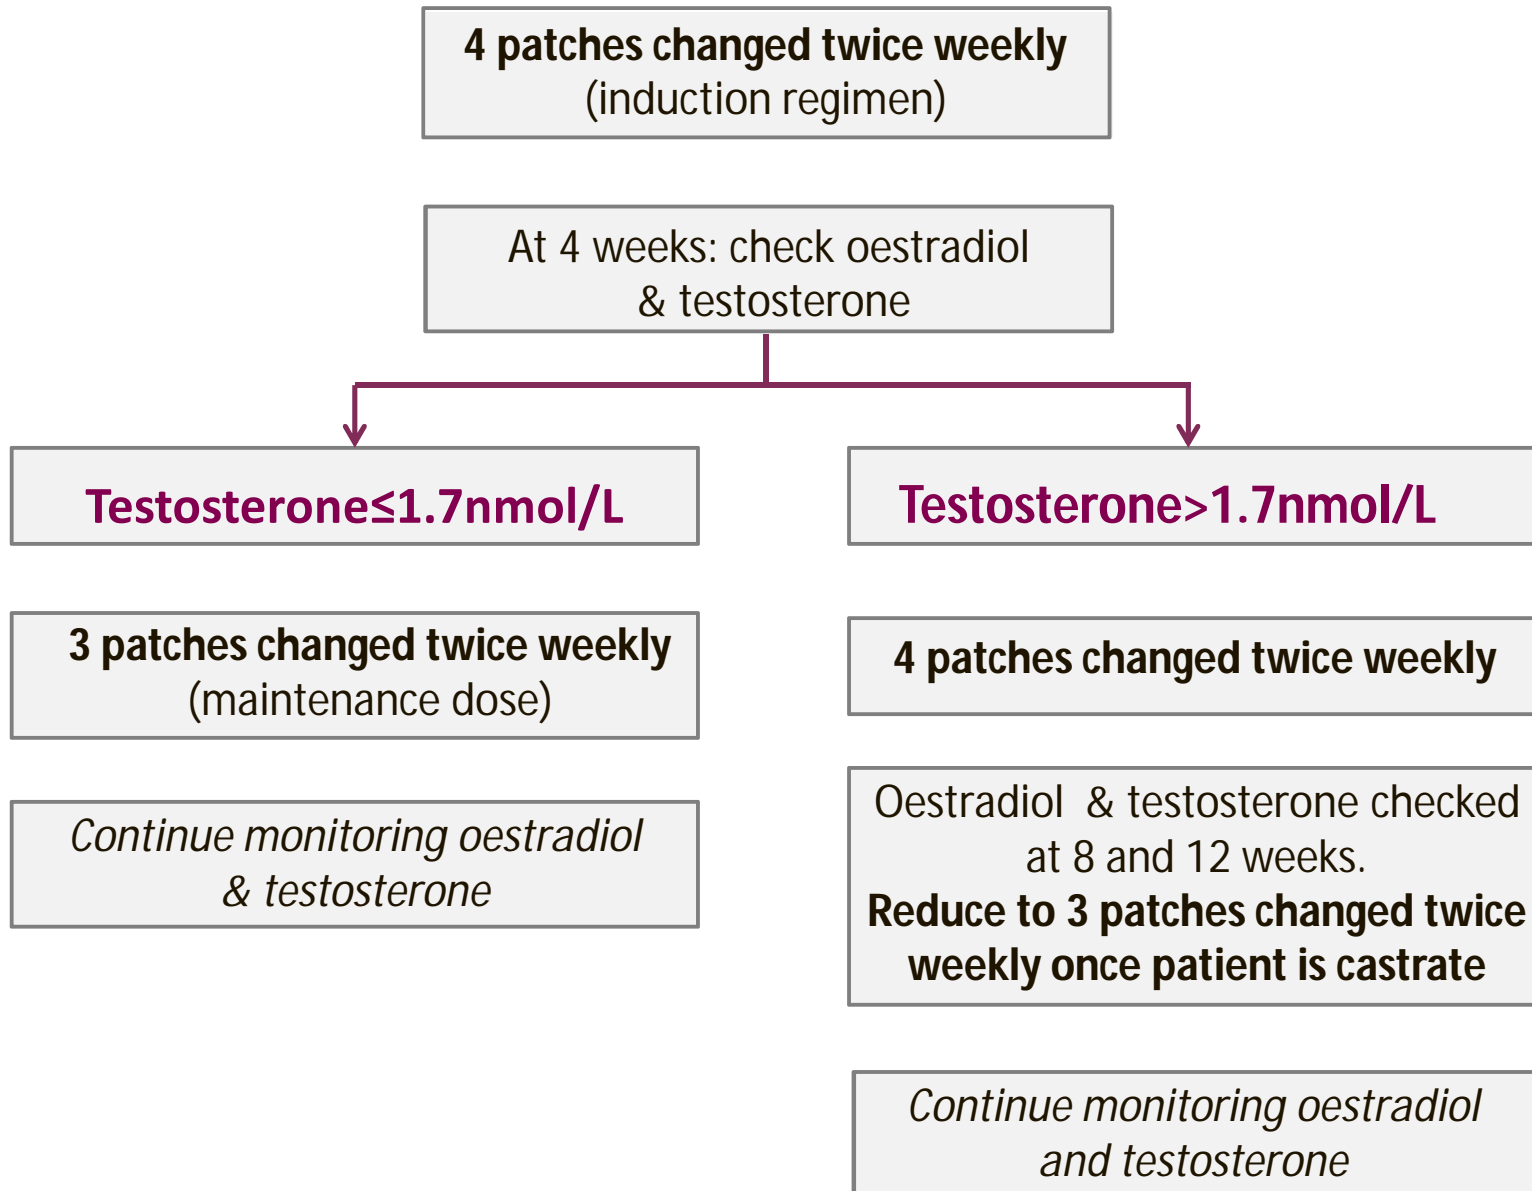 4 patches changed twice weekly
(induction regimen)
At 4 weeks: check oestradiol
& testosterone
Testosterone≤1.7nmol/L
3 patches changed twice weekly
(maintenance dose)
Continue monitoring oestradiol
& testosterone
Testosterone>1.7nmol/L
4 patches changed twice weekly
Oestradiol & testosterone checked
at 8 and 12 weeks.
Reduce to 3 patches changed twice
weekly once patient is castrate
Continue monitoring oestradiol
and testosterone